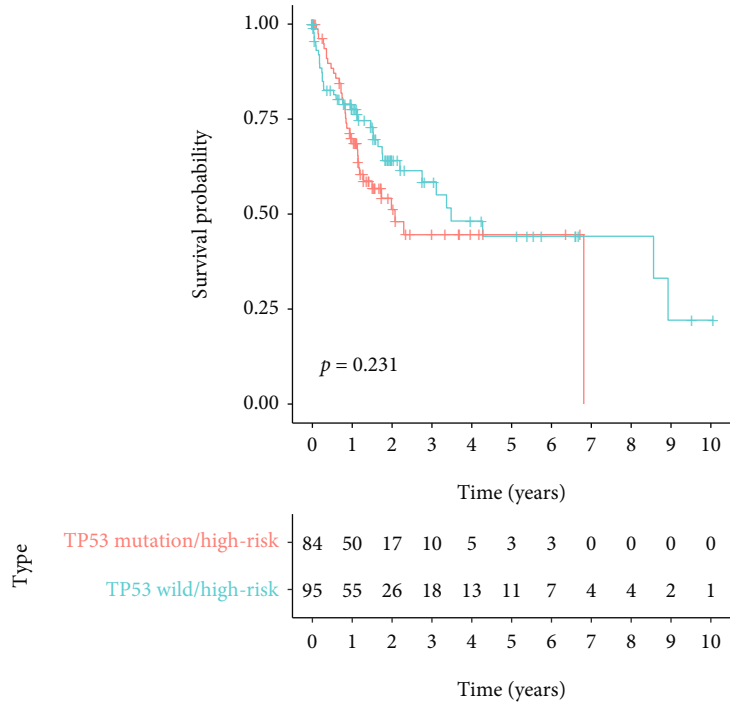 1.00
0.75
0.50
0.25
0.00
Survival probability
p = 0.231
0 1 2 3 4 5 6 7 8 9 10
Time (years)
Type
TP53 mutation/high-risk 84 50 17 10 5 3 3 0 0 0 0
TP53 wild/high-risk 95 55 26 18 13 11 7 4 4 2 1
0 1 2 3 4 5 6 7 8 9 10
Time (years)